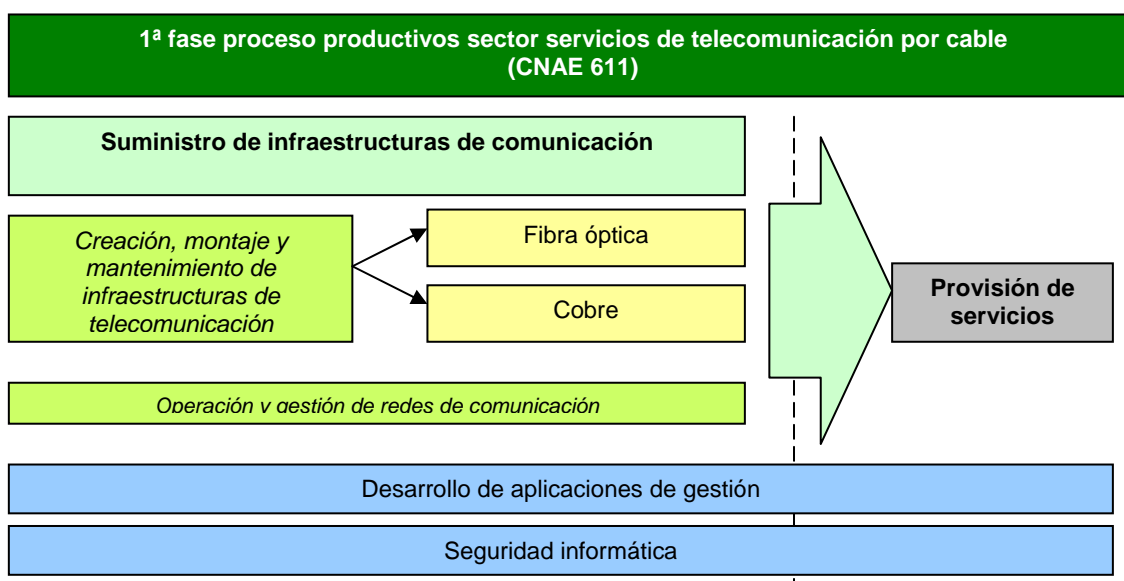 1ª fase proceso productivos sector servicios de telecomunicación por cable
(CNAE 611)
Suministro de infraestructuras de comunicación
Creación, montaje y
mantenimiento de
infraestructuras de
telecomunicación
Fibra óptica
Cobre
Provisión de
servicios
Operación y gestión de redes de comunicación
Desarrollo de aplicaciones de gestión
Seguridad informática